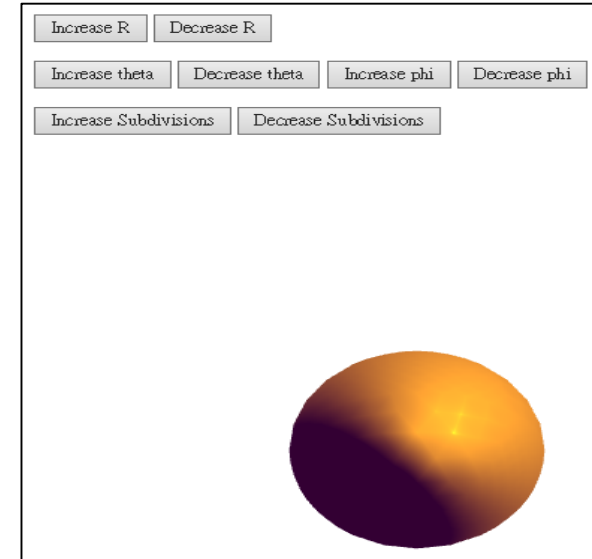 Increase R Decrease R
Increase theta Decrease theta Increase phi Decrease phi
Increase Subdivisions Decrease Subdivisions